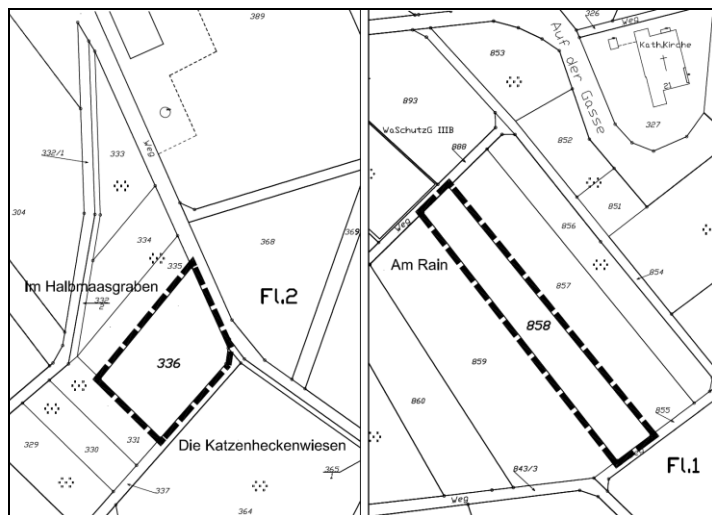 389
332/1
333
Weg
304
334
368
369
335
Im Halbmaasgraben
Fl.2
332
2
336
331
Die Katzenheckenwiesen
329
330
337
365
1
364
326
Weg
853
Kath.Kirche
Auf der Gasse
893
WaSchutzG IIIB
888
852
327
851
Weg
856
Am Rain
854
857
858
859
860
855
Fl.1
843/3
Weg